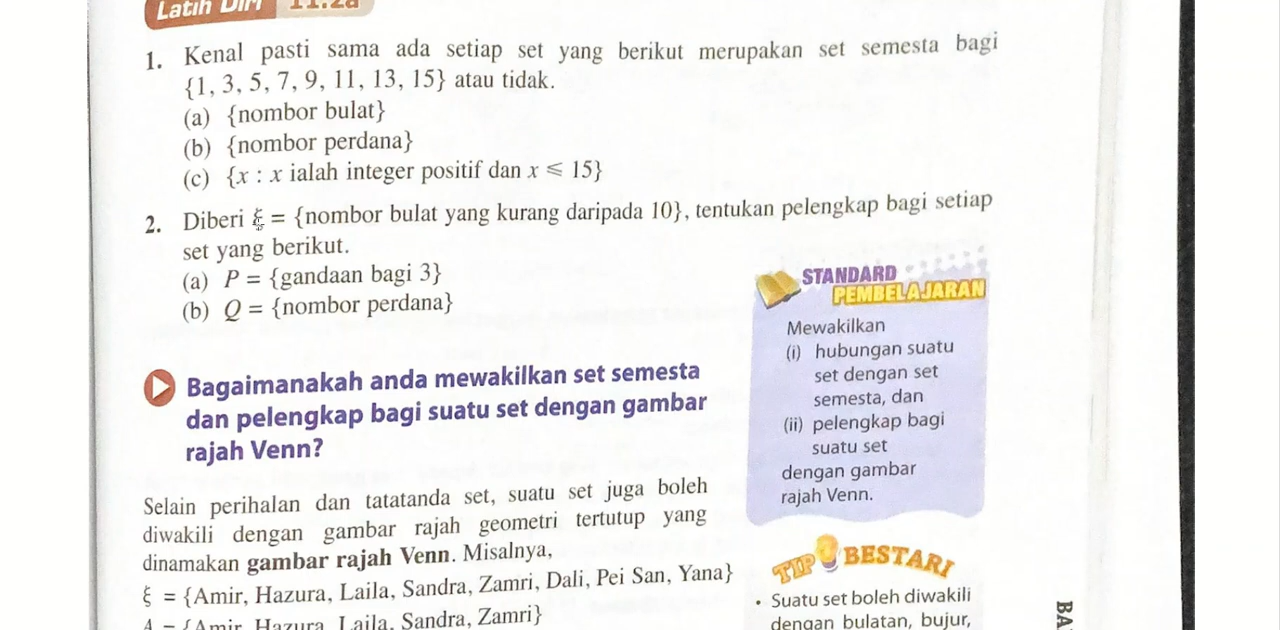 Latih Diri 11.2a
1. Kenal pasti sama ada setiap set yang berikut merupakan set semesta bagi
{1, 3, 5, 7, 9, 11, 13, 15} atau tidak.
(a) {nombor bulat}
(b) {nombor perdana}
(c) {x : x ialah integer positif dan x ⩽ 15}
2. Diberi ξ = {nombor bulat yang kurang daripada 10}, tentukan pelengkap bagi setiap
set yang berikut.
(a) P = {gandaan bagi 3}
(b) Q = {nombor perdana}
STANDARD
PEMBELAJARAN
Mewakilkan
(i) hubungan suatu
set dengan set
semesta, dan
(ii) pelengkap bagi
suatu set
dengan gambar
rajah Venn.
Bagaimanakah anda mewakilkan set semesta
dan pelengkap bagi suatu set dengan gambar
rajah Venn?
Selain perihalan dan tatatanda set, suatu set juga boleh
diwakili dengan gambar rajah geometri tertutup yang
dinamakan gambar rajah Venn. Misalnya,
ξ = {Amir, Hazura, Laila, Sandra, Zamri, Dali, Pei San, Yana}
A = {Amir, Hazura, Laila, Sandra, Zamri}
TIP BESTARI
• Suatu set boleh diwakili
dengan bulatan, bujur,
BA